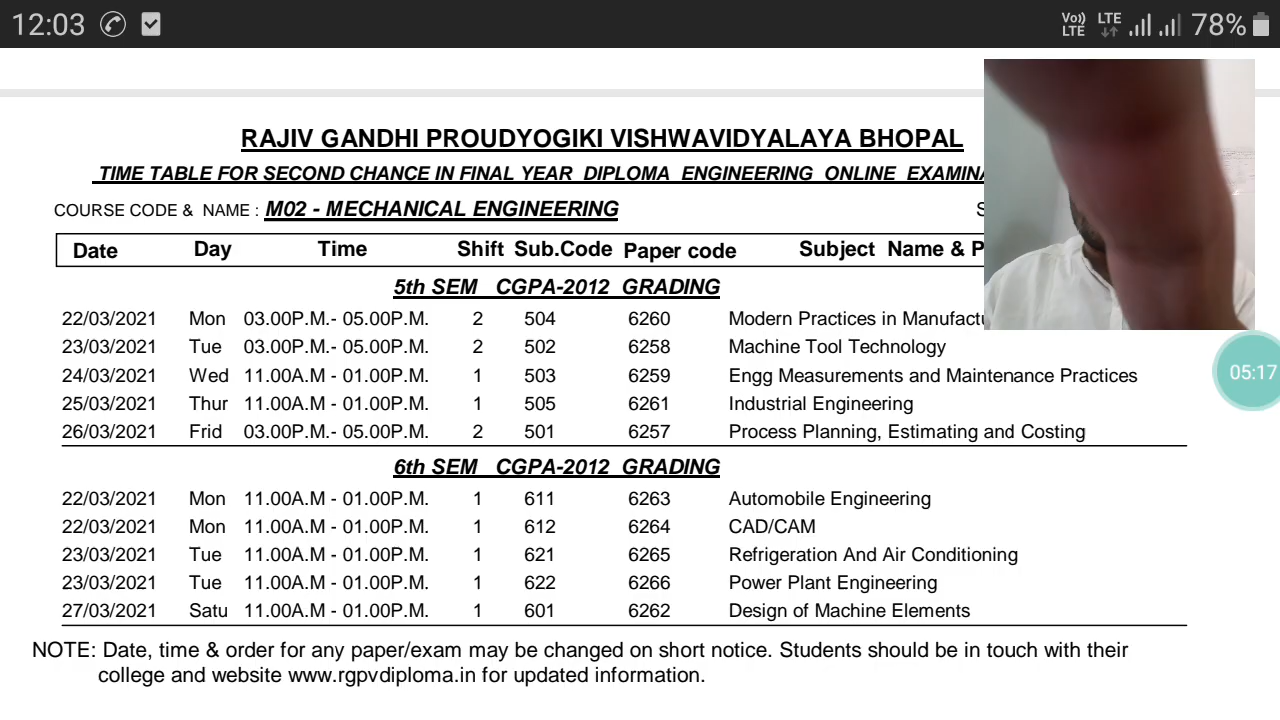 12:03 Vo)) LTE LTE 78%
RAJIV GANDHI PROUDYOGIKI VISHWAVIDYALAYA BHOPAL
TIME TABLE FOR SECOND CHANCE IN FINAL YEAR DIPLOMA ENGINEERING ONLINE
COURSE CODE & NAME : M02 - MECHANICAL ENGINEERING
Date Day Time Shift Sub.Code Paper code Subject Name &
5th SEM CGPA-2012 GRADING
22/03/2021 Mon 03.00P.M.- 05.00P.M. 2 504 6260 Modern Practices in
23/03/2021 Tue 03.00P.M.- 05.00P.M. 2 502 6258 Machine Tool Technology
24/03/2021 Wed 11.00A.M - 01.00P.M. 1 503 6259 Engg Measurements and Maintenance Practices
05:17
25/03/2021 Thur 11.00A.M - 01.00P.M. 1 505 6261 Industrial Engineering
26/03/2021 Frid 03.00P.M.- 05.00P.M. 2 501 6257 Process Planning, Estimating and Costing
6th SEM CGPA-2012 GRADING
22/03/2021 Mon 11.00A.M - 01.00P.M. 1 611 6263 Automobile Engineering
22/03/2021 Mon 11.00A.M - 01.00P.M. 1 612 6264 CAD/CAM
23/03/2021 Tue 11.00A.M - 01.00P.M. 1 621 6265 Refrigeration And Air Conditioning
23/03/2021 Tue 11.00A.M - 01.00P.M. 1 622 6266 Power Plant Engineering
27/03/2021 Satu 11.00A.M - 01.00P.M. 1 601 6262 Design of Machine Elements
NOTE: Date, time & order for any paper/exam may be changed on short notice. Students should be in touch with their
college and website www.rgpvdiploma.in for updated information.